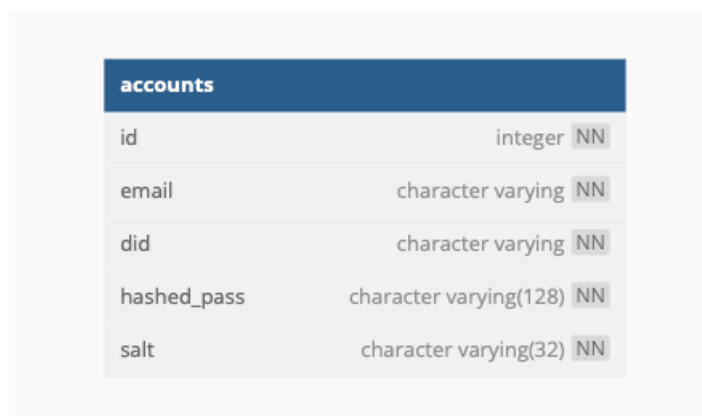 accounts
id integer NN
email character varying NN
did character varying NN
hashed_pass character varying(128) NN
salt character varying(32) NN